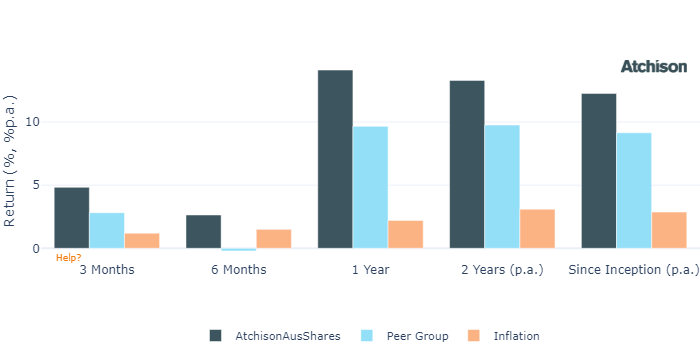 Atchison
Return (%, %p.a.)
10
5
0
Help?
3 Months
6 Months
1 Year
2 Years (p.a.)
Since Inception (p.a.)
AtchisonAusShares
Peer Group
Inflation